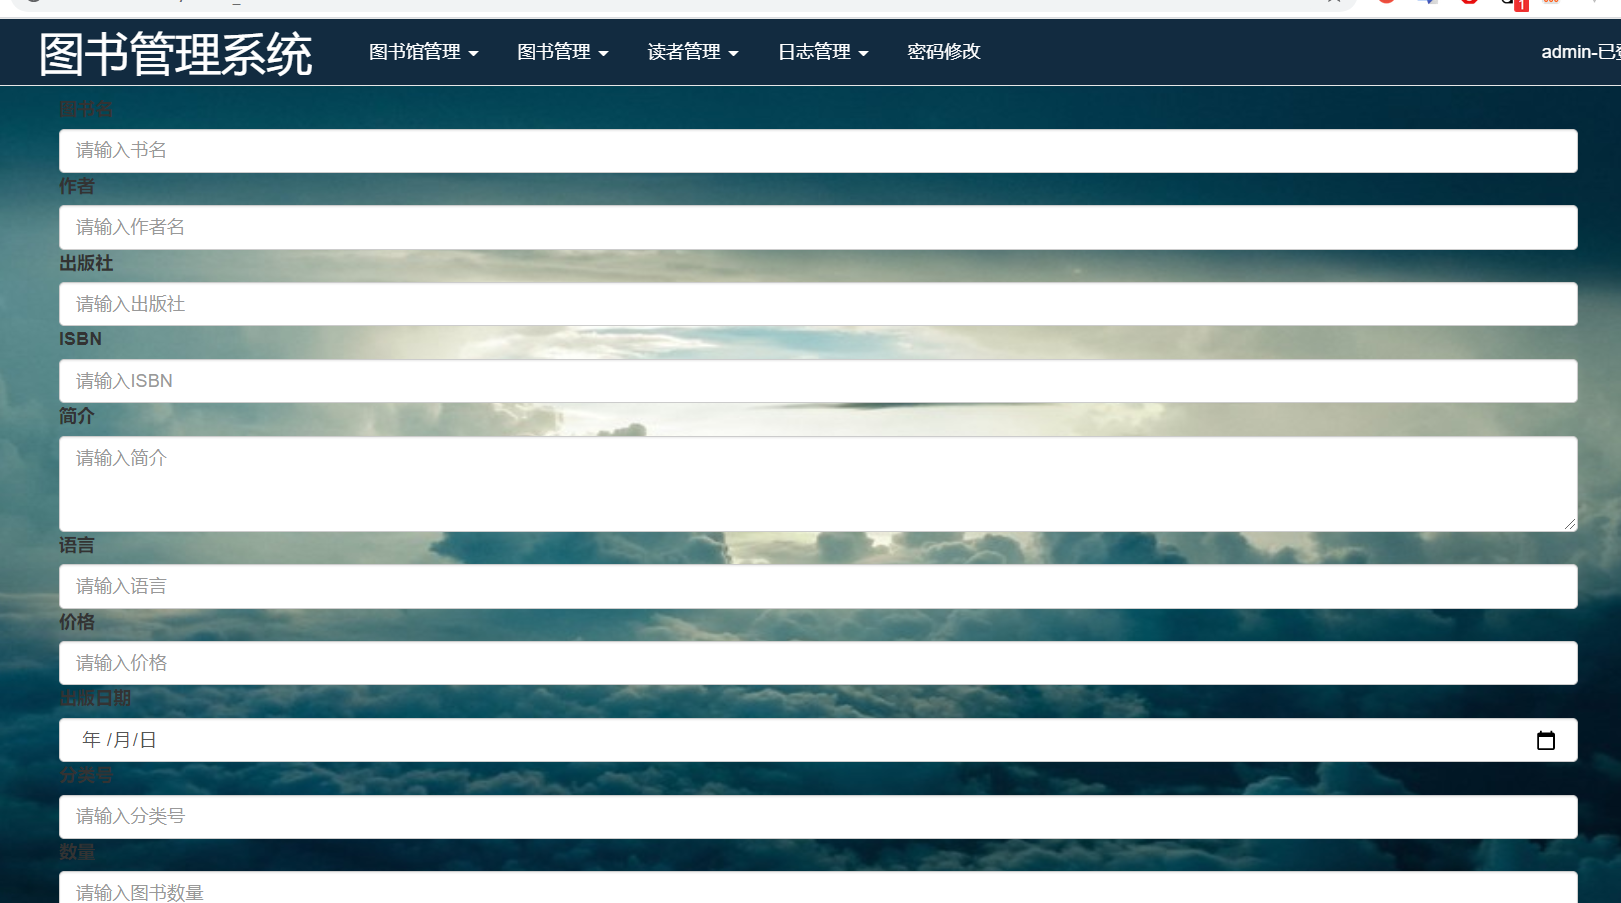 图书管理系统 图书馆管理 图书管理 读者管理 日志管理 密码修改 admin-已
图书名
请输入书名
作者
请输入作者名
出版社
请输入出版社
ISBN
请输入ISBN
简介
请输入简介
语言
请输入语言
价格
请输入价格
出版日期
年 /月/日
分类号
请输入分类号
数量
请输入图书数量
1